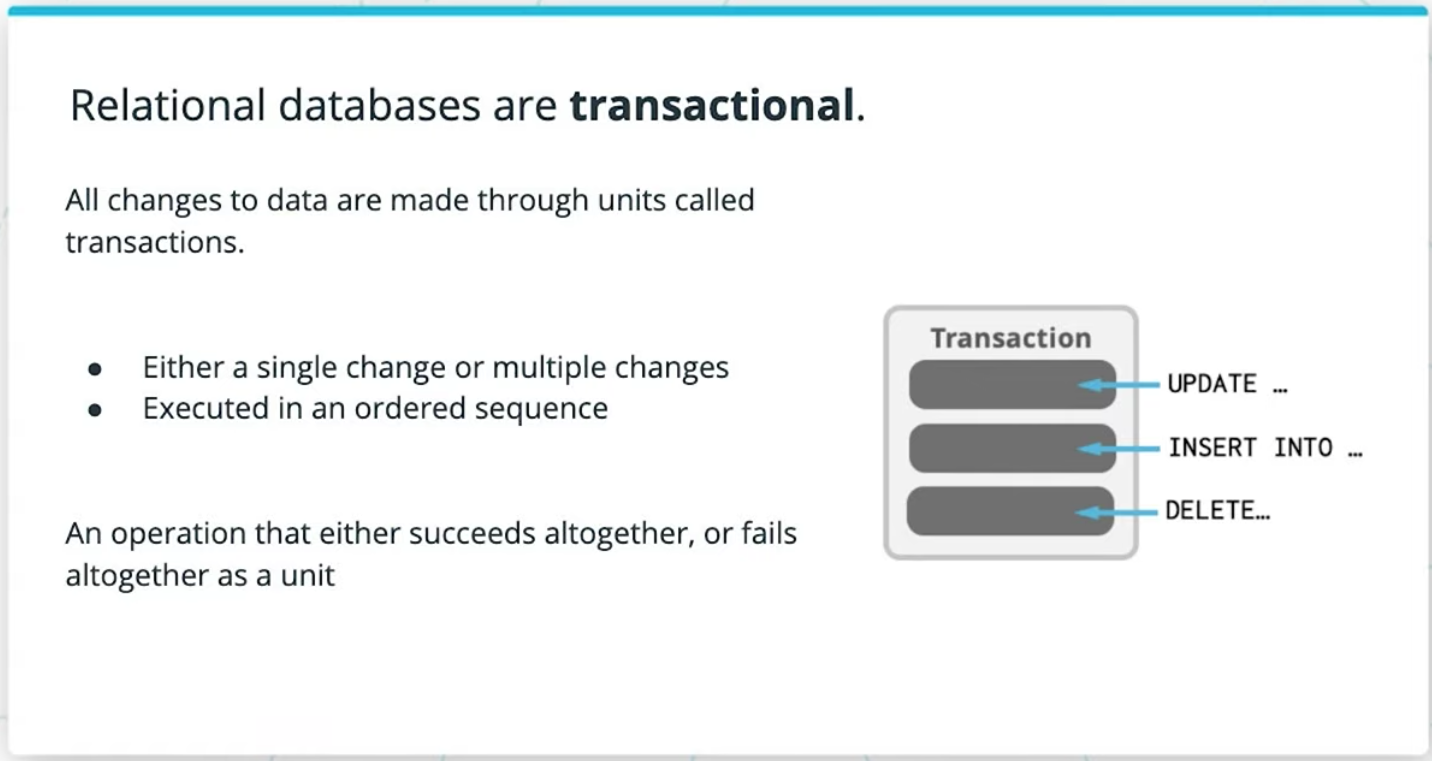 Relational databases are transactional.
All changes to data are made through units called
transactions.
● Either a single change or multiple changes
● Executed in an ordered sequence
An operation that either succeeds altogether, or fails
altogether as a unit
Transaction
UPDATE …
INSERT INTO …
DELETE…